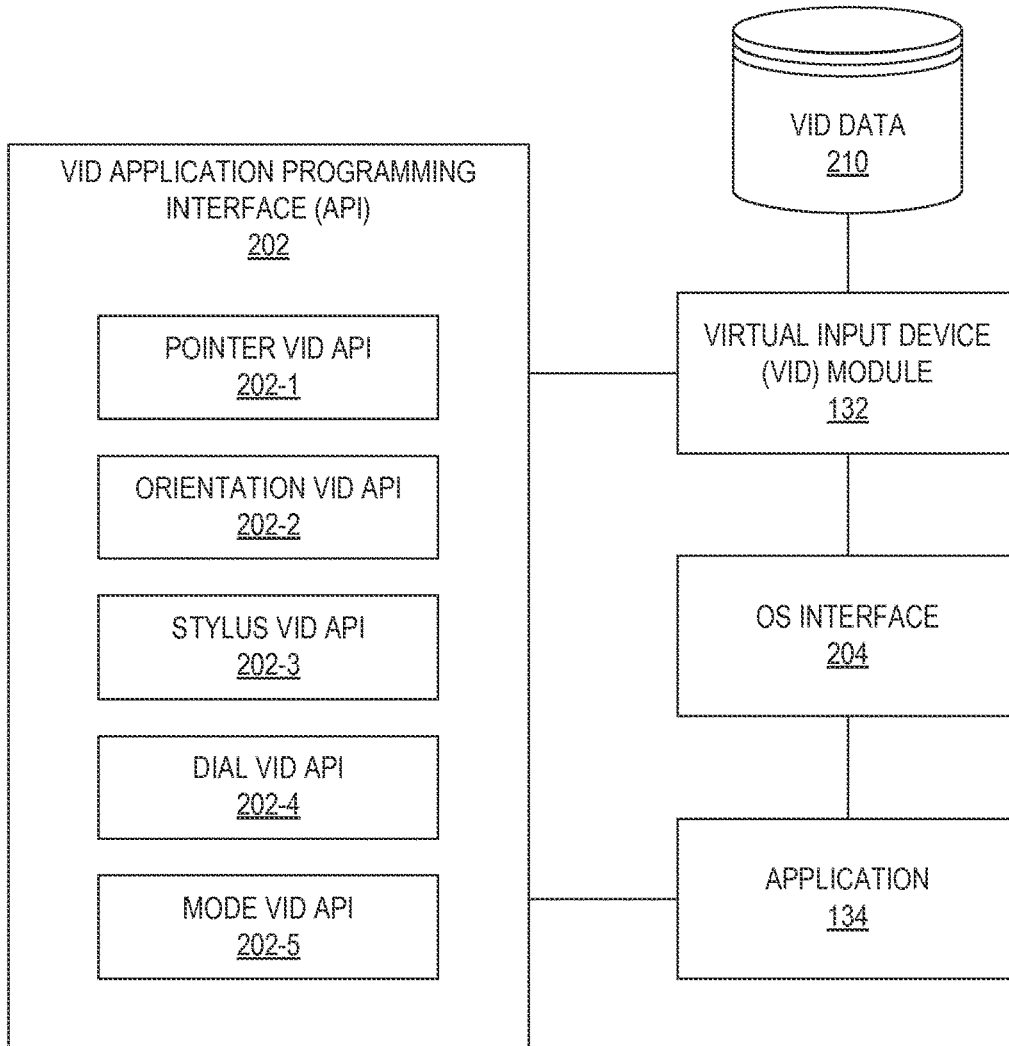 VID DATA
210
VID APPLICATION PROGRAMMING
INTERFACE (API)
202
POINTER VID API
202-1
ORIENTATION VID API
202-2
STYLUS VID API
202-3
DIAL VID API
202-4
MODE VID API
202-5
VIRTUAL INPUT DEVICE
(VID) MODULE
132
OS INTERFACE
204
APPLICATION
134